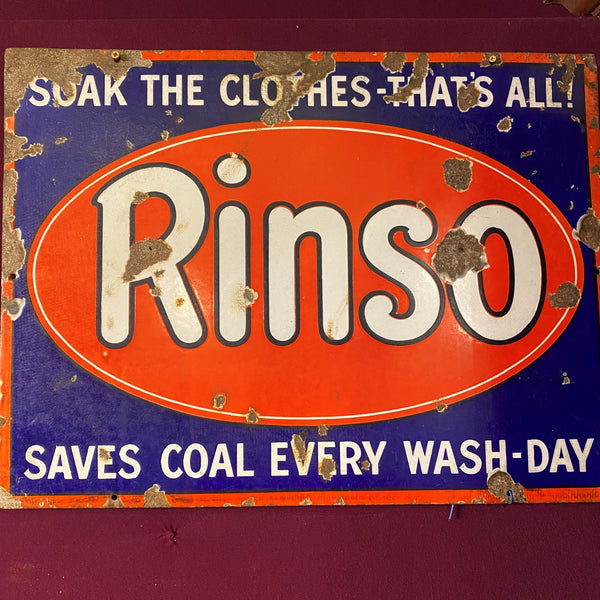 SOAK THE CLOTHES-THAT'S ALL!
Rinso
SAVES COAL EVERY WASH-DAY